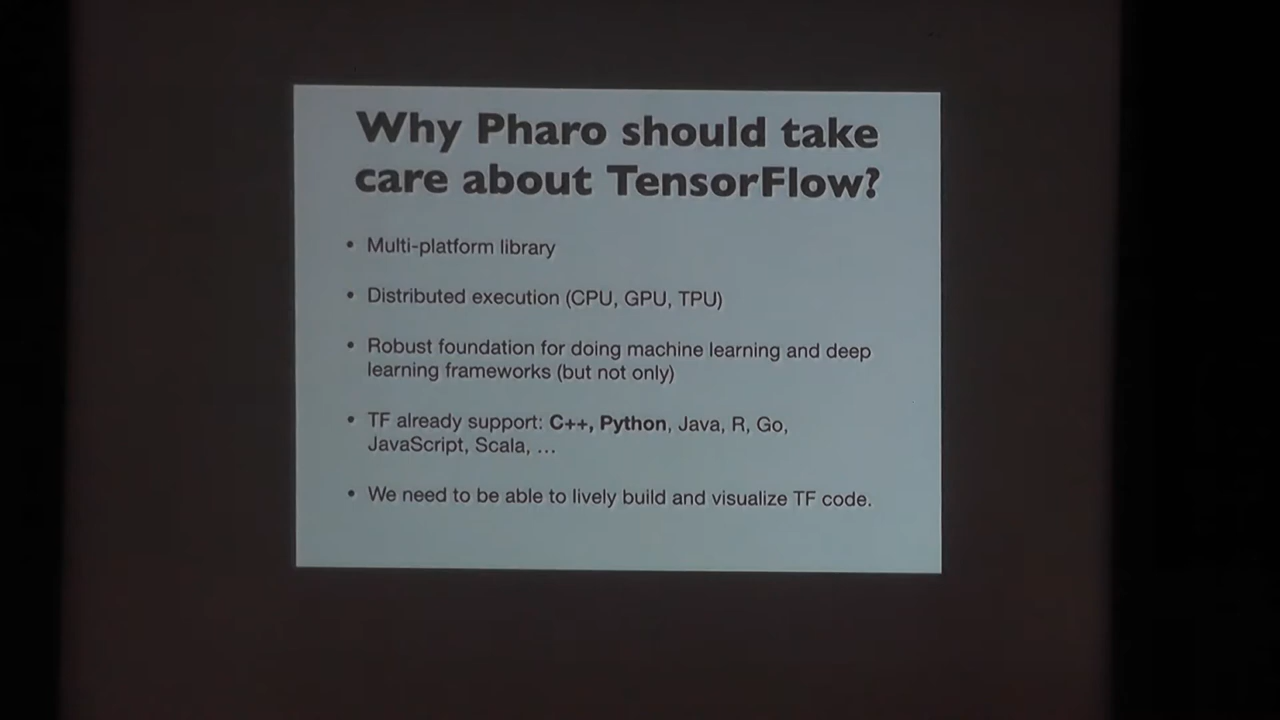 Why Pharo should take
care about TensorFlow?
• Multi-platform library
• Distributed execution (CPU, GPU, TPU)
• Robust foundation for doing machine learning and deep
learning frameworks (but not only)
• TF already support: C++, Python, Java, R, Go,
JavaScript, Scala, …
• We need to be able to lively build and visualize TF code.